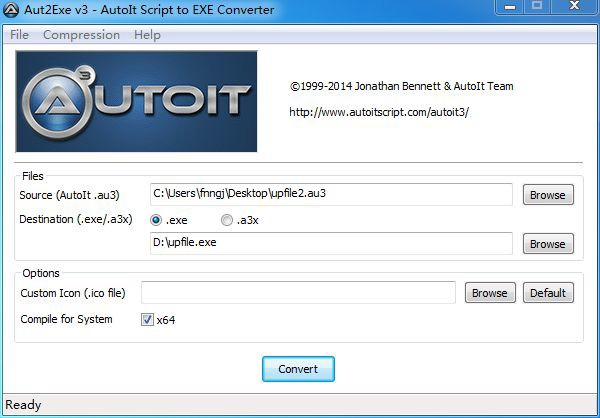 Aut2Exe v3 - AutoIt Script to EXE Converter
File Compression Help
AUTOIT
3
©1999-2014 Jonathan Bennett & AutoIt Team
http://www.autoitscript.com/autoit3/
Files
Source (AutoIt .au3) C:\Users\fnngj\Desktop\upfile2.au3 Browse
Destination (.exe/.a3x) .exe .a3x
D:\upfile.exe Browse
Options
Custom Icon (.ico file) Browse Default
Compile for System x64
Convert
Ready